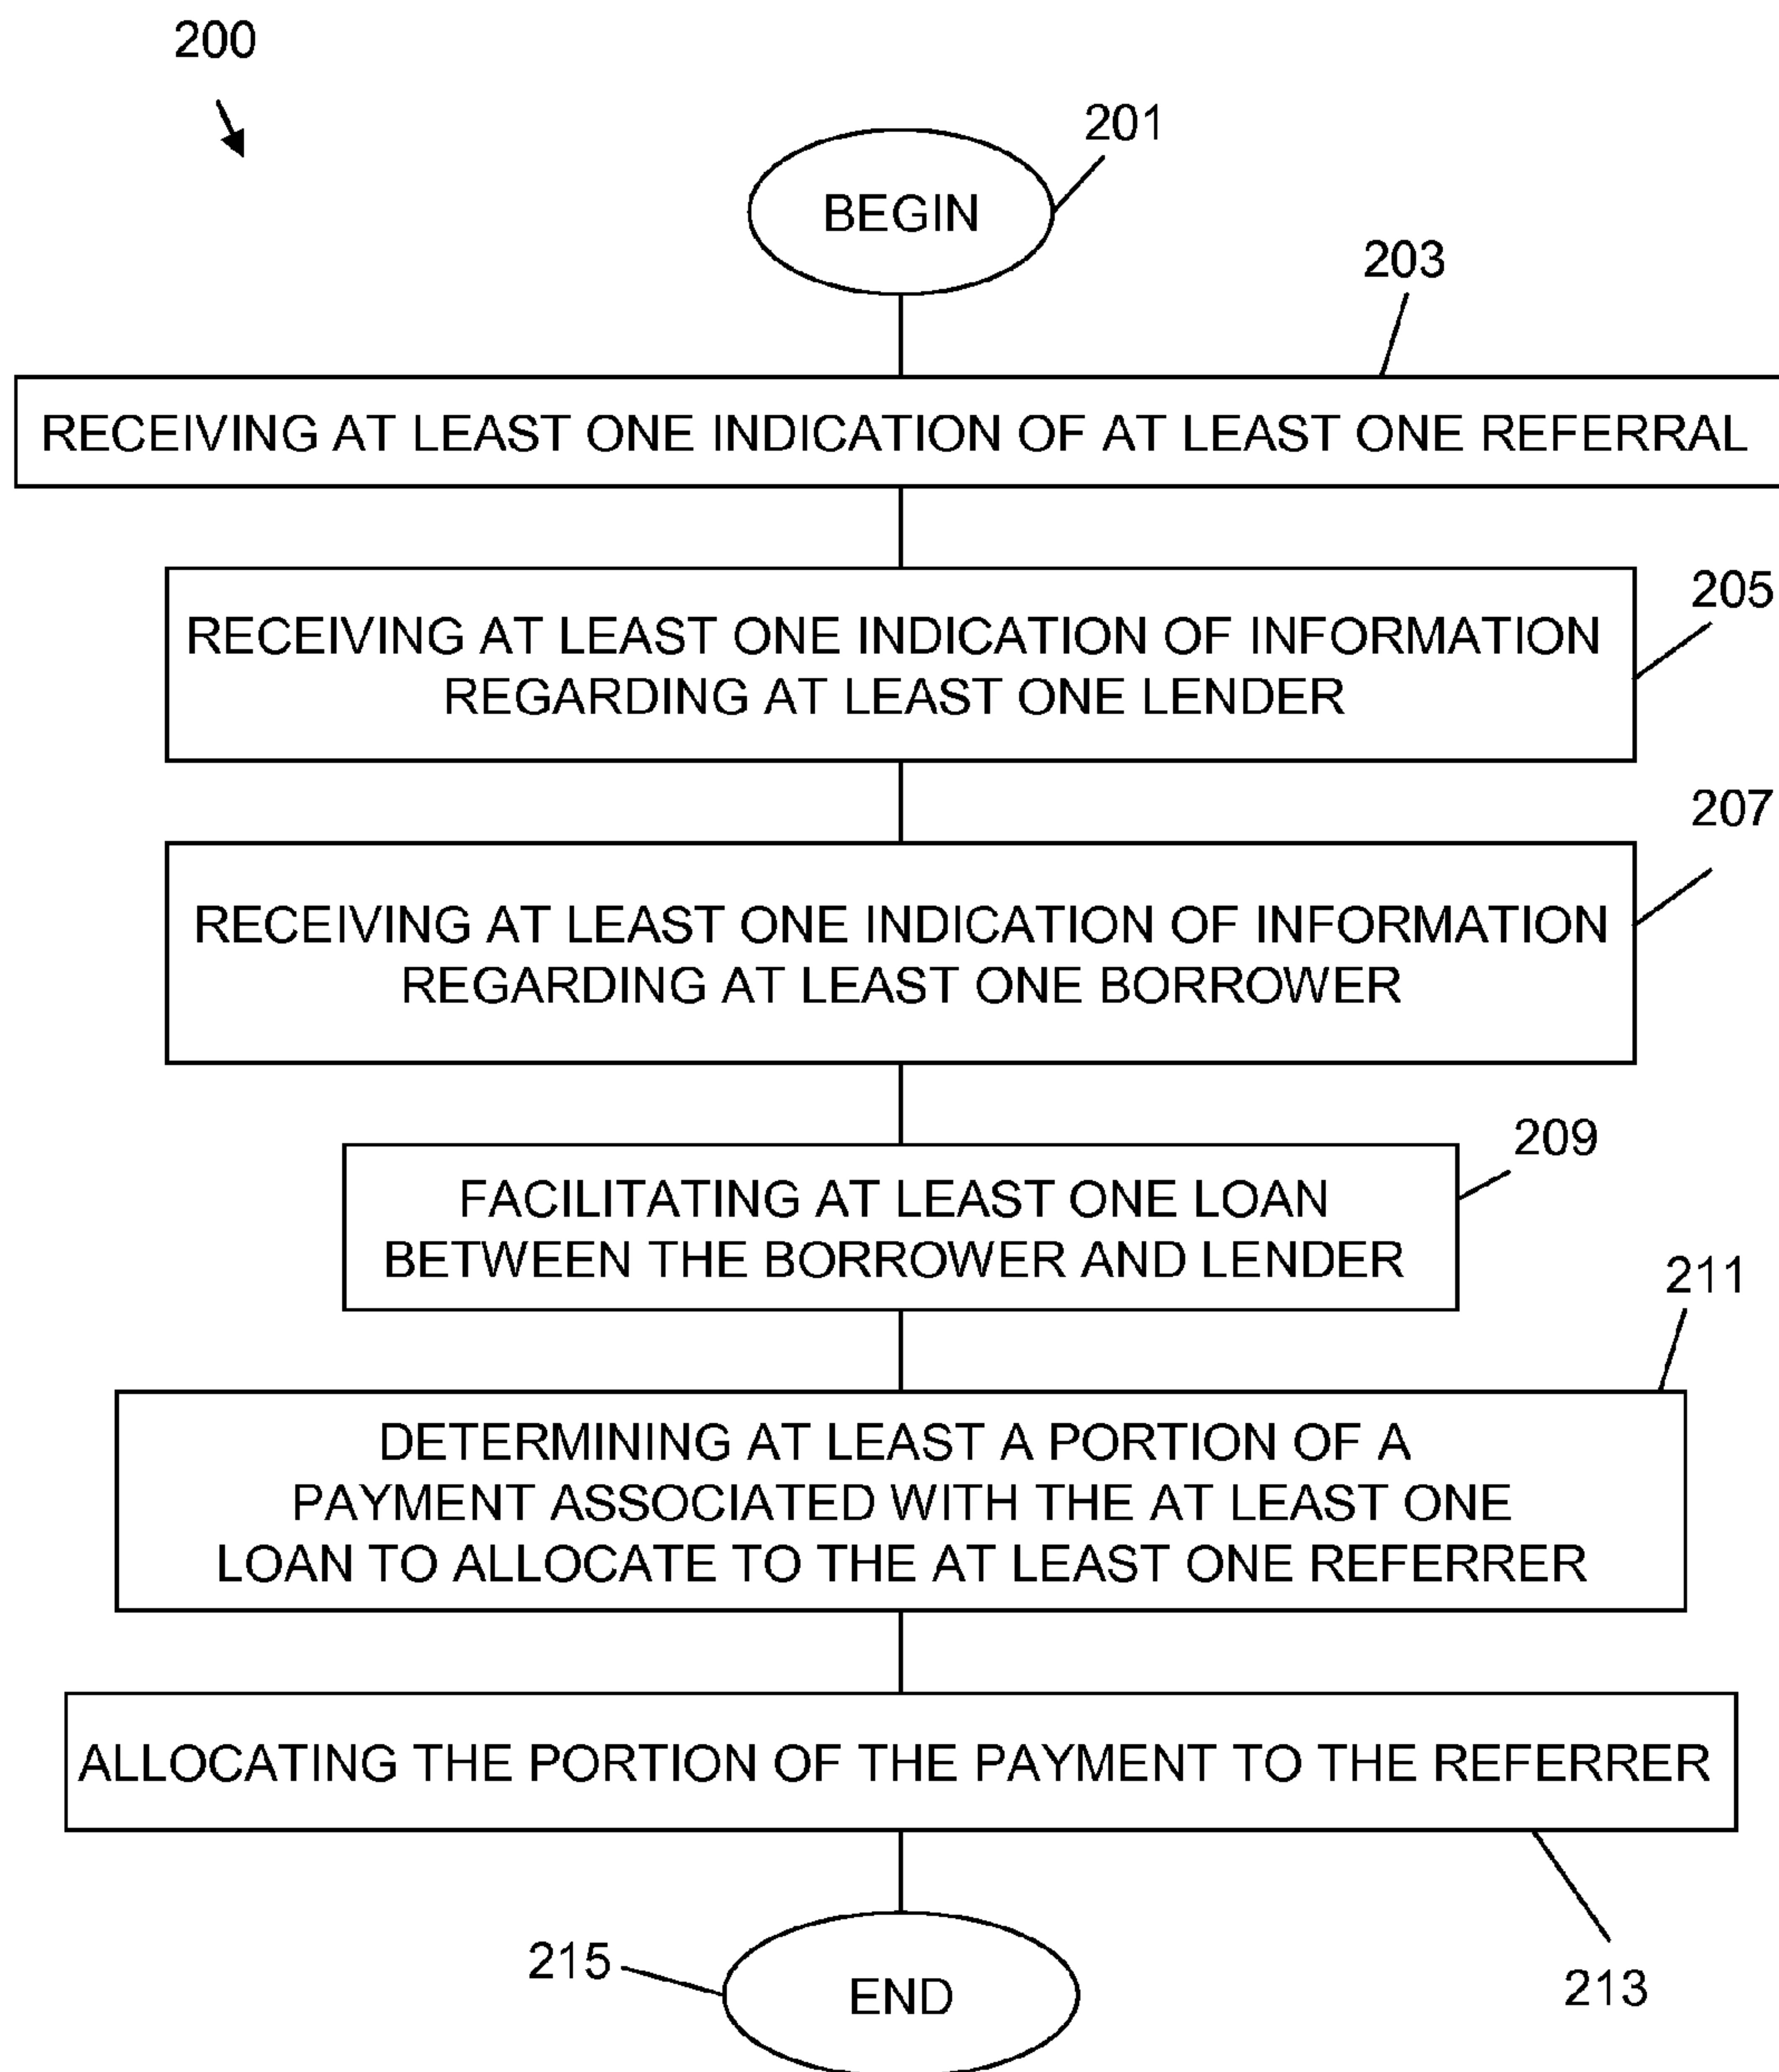 200
201
BEGIN
203
RECEIVING AT LEAST ONE INDICATION OF AT LEAST ONE REFERRAL
205
RECEIVING AT LEAST ONE INDICATION OF INFORMATION
REGARDING AT LEAST ONE LENDER
207
RECEIVING AT LEAST ONE INDICATION OF INFORMATION
REGARDING AT LEAST ONE BORROWER
209
FACILITATING AT LEAST ONE LOAN
BETWEEN THE BORROWER AND LENDER
211
DETERMINING AT LEAST A PORTION OF A
PAYMENT ASSOCIATED WITH THE AT LEAST ONE
LOAN TO ALLOCATE TO THE AT LEAST ONE REFERRER
ALLOCATING THE PORTION OF THE PAYMENT TO THE REFERRER
213
215
END